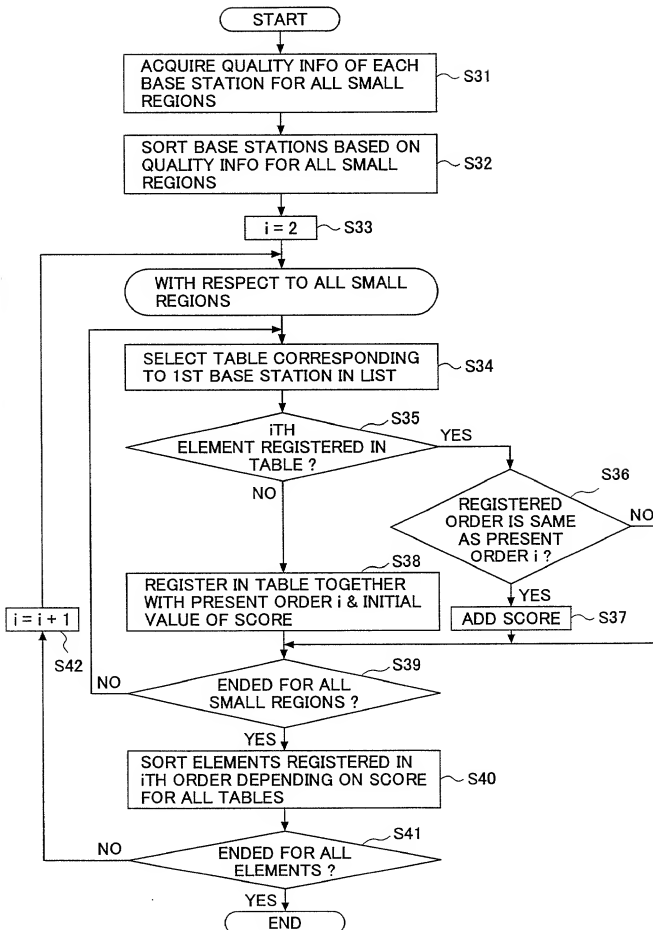 START
ACQUIRE QUALITY INFO OF EACH
BASE STATION FOR ALL SMALL
REGIONS
S31
SORT BASE STATIONS BASED ON
QUALITY INFO FOR ALL SMALL
REGIONS
S32
i = 2
S33
WITH RESPECT TO ALL SMALL
REGIONS
SELECT TABLE CORRESPONDING
TO 1ST BASE STATION IN LIST
S34
iTH
ELEMENT REGISTERED IN
TABLE ?
S35
YES
NO
REGISTERED
ORDER IS SAME
AS PRESENT
ORDER i ?
S36
NO
YES
ADD SCORE
S37
REGISTER IN TABLE TOGETHER
WITH PRESENT ORDER i & INITIAL
VALUE OF SCORE
S38
i = i + 1
S42
ENDED FOR ALL
SMALL REGIONS ?
S39
NO
YES
SORT ELEMENTS REGISTERED IN
iTH ORDER DEPENDING ON SCORE
FOR ALL TABLES
S40
ENDED FOR ALL
ELEMENTS ?
S41
NO
YES
END